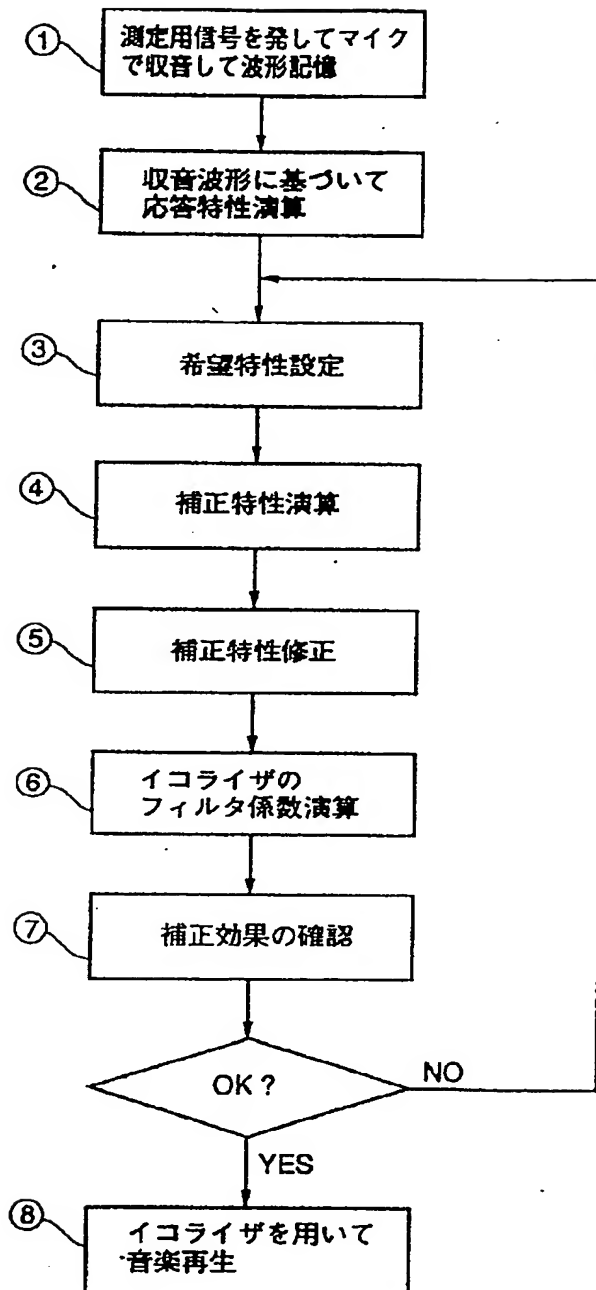 ①
測定用信号を発してマイク
で収音して波形記憶
②
収音波形に基づいて
応答特性演算
③
希望特性設定
④
補正特性演算
⑤
補正特性修正
⑥
イコライザの
フィルタ係数演算
⑦
補正効果の確認
OK?
NO
YES
⑧
イコライザを用いて
音楽再生